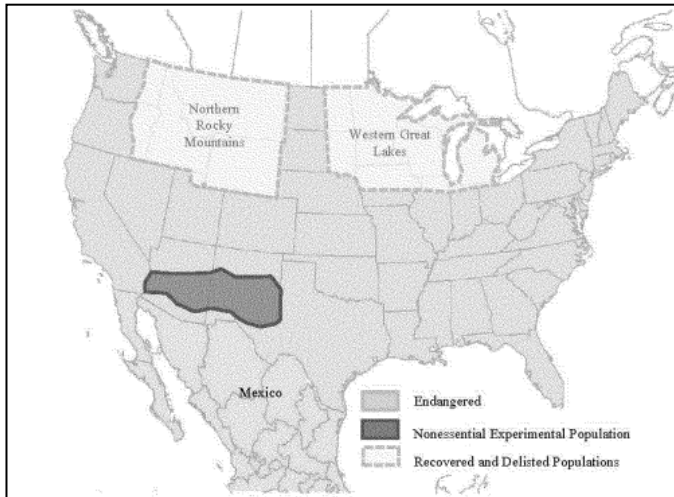 Northern
Rocky
Mountains
Western Great
Lakes
Mexico
Endangered
Nonessential Experimental Population
Recovered and Delisted Populations